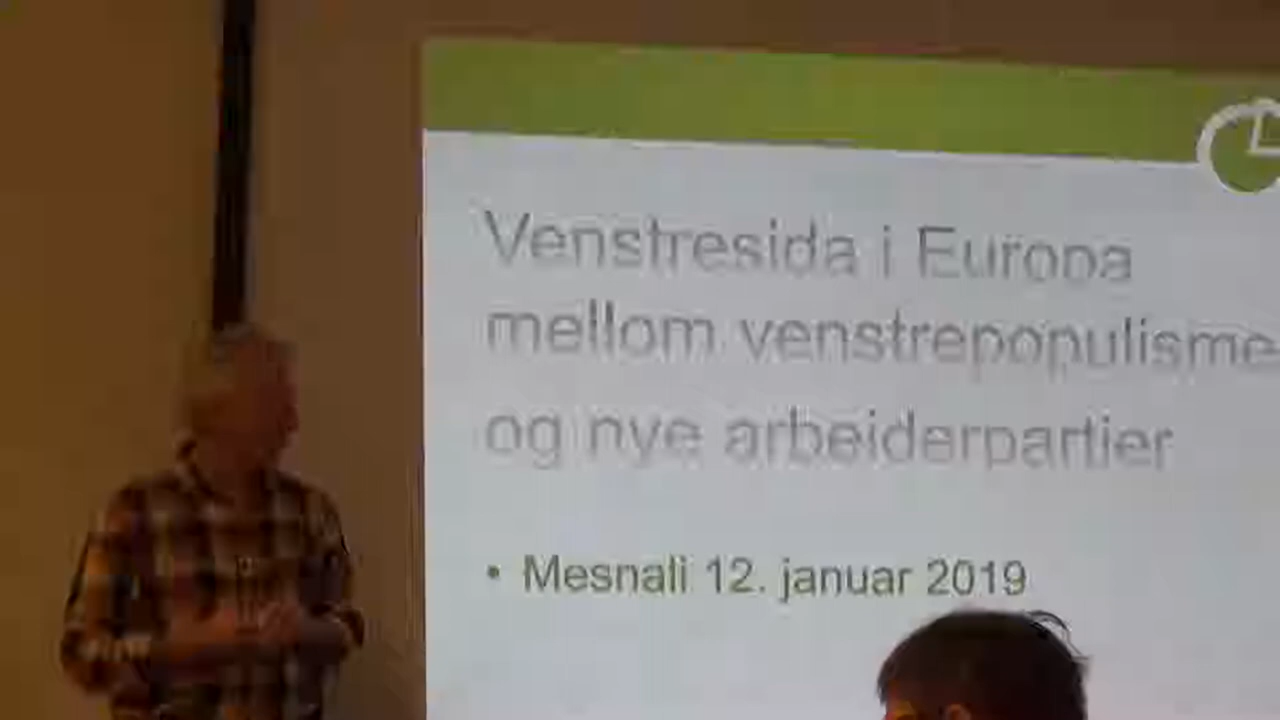 Venstresida i Europa
mellom venstrepopulisme
og nye arbeiderpartier
• Mesnali 12. januar 2019